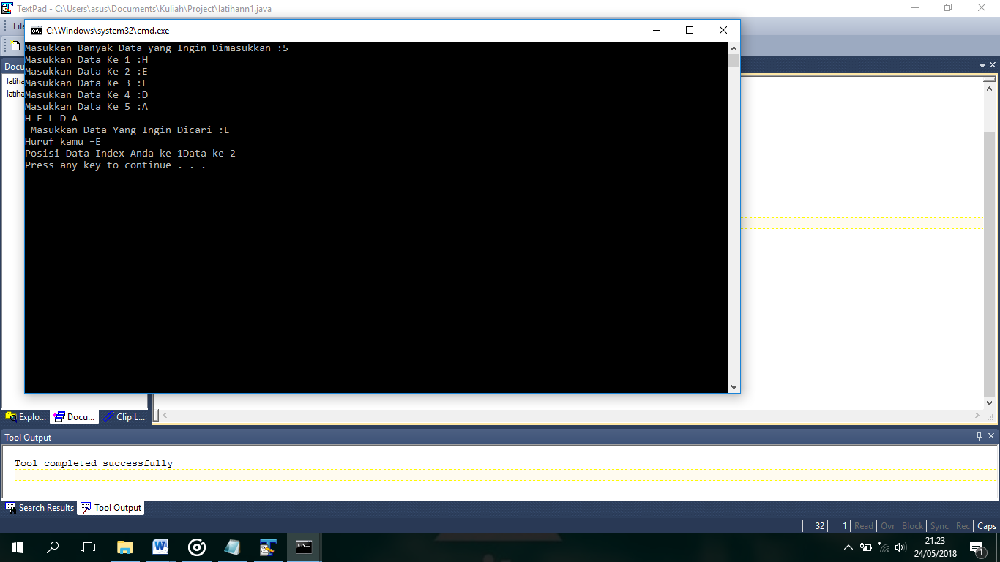 TextPad - C:\Users\asus\Documents\Kuliah\Project\latihann1.java
File
C:\Windows\system32\cmd.exe
Masukkan Banyak Data yang Ingin Dimasukkan :5
Masukkan Data Ke 1 :H
Masukkan Data Ke 2 :E
Masukkan Data Ke 3 :L
Masukkan Data Ke 4 :D
Masukkan Data Ke 5 :A
H E L D A
Masukkan Data Yang Ingin Dicari :E
Huruf kamu =E
Posisi Data Index Anda ke-1Data ke-2
Press any key to continue . . .
Docu
latiha
latiha
Explo... Docu... Clip L...
Tool Output
Tool completed successfully
Search Results Tool Output
32 1 Read Ovr Block Sync Rec Caps
21.23
24/05/2018
1